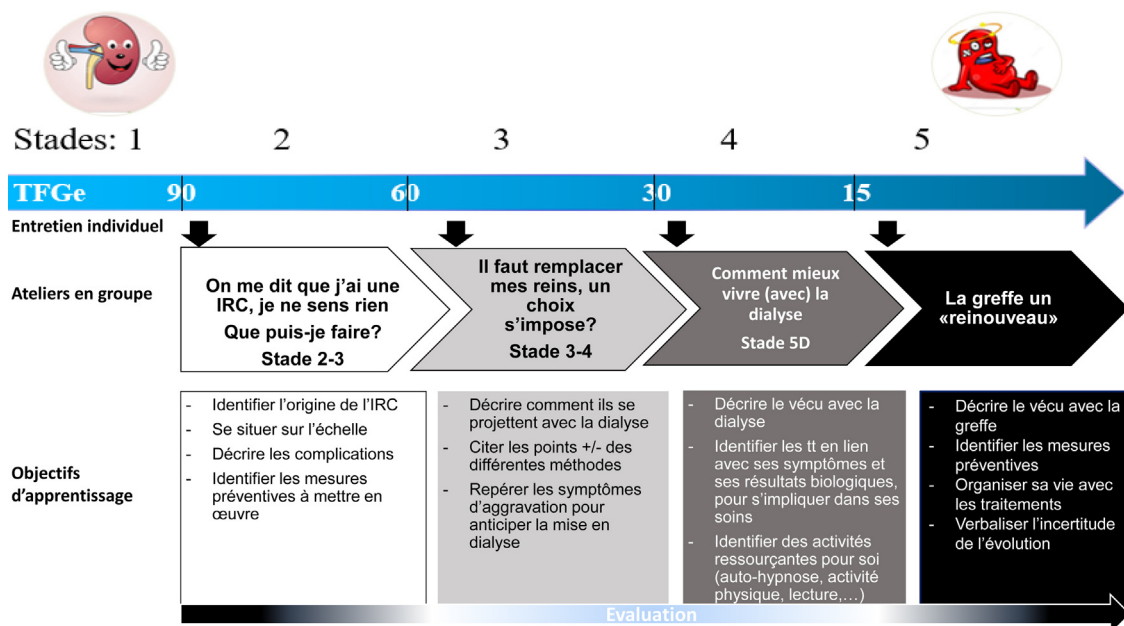 Stades: 1 2 3 4 5
TFGe 90 60 30 15
Entretien individuel
Ateliers en groupe
On me dit que j'ai une
IRC, je ne sens rien
Que puis-je faire?
Stade 2-3
Il faut remplacer
mes reins, un
choix
s'impose?
Stade 3-4
Comment mieux
vivre (avec) la
dialyse
Stade 5D
La greffe un
«reinouveau»
Objectifs
d'apprentissage
- Identifier l'origine de l'IRC
- Se situer sur l'échelle
- Décrire les complications
- Identifier les mesures
préventives à mettre en
œuvre
- Décrire comment ils se
projettent avec la dialyse
- Citer les points +/- des
différentes méthodes
- Repérer les symptômes
d'aggravation pour
anticiper la mise en
dialyse
- Décrire le vécu avec la
dialyse
- Identifier les tt en lien
avec ses symptômes et
ses résultats biologiques,
pour s'impliquer dans ses
soins
- Identifier des activités
ressourçantes pour soi
(auto-hypnose, activité
physique, lecture,…)
- Décrire le vécu avec la
greffe
- Identifier les mesures
préventives
- Organiser sa vie avec
les traitements
- Verbaliser l'incertitude
de l'évolution
Evaluation